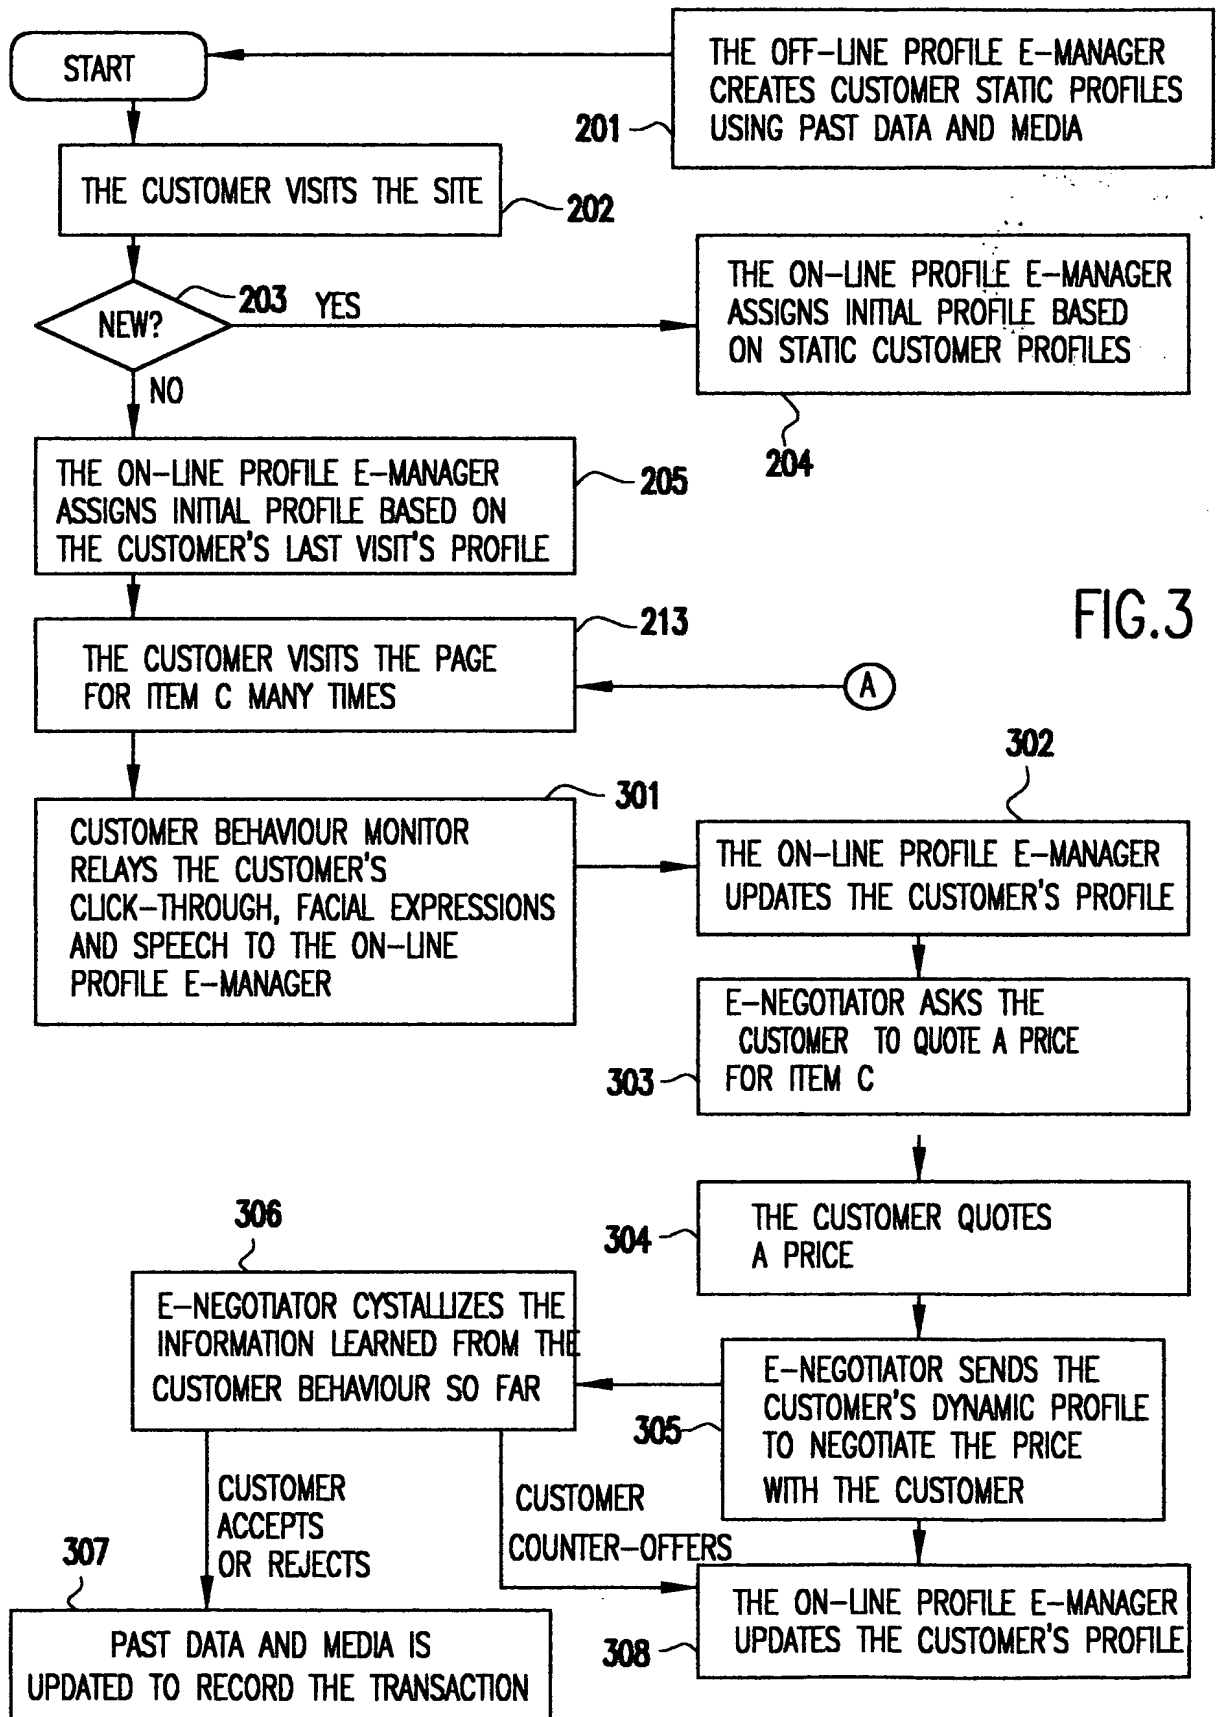 START
THE OFF-LINE PROFILE E-MANAGER
CREATES CUSTOMER STATIC PROFILES
USING PAST DATA AND MEDIA
201
THE CUSTOMER VISITS THE SITE
202
NEW?
203
YES
NO
THE ON-LINE PROFILE E-MANAGER
ASSIGNS INITIAL PROFILE BASED
ON STATIC CUSTOMER PROFILES
204
THE ON-LINE PROFILE E-MANAGER
ASSIGNS INITIAL PROFILE BASED ON
THE CUSTOMER'S LAST VISIT'S PROFILE
205
FIG.3
213
THE CUSTOMER VISITS THE PAGE
FOR ITEM C MANY TIMES
A
301
CUSTOMER BEHAVIOUR MONITOR
RELAYS THE CUSTOMER'S
CLICK-THROUGH, FACIAL EXPRESSIONS
AND SPEECH TO THE ON-LINE
PROFILE E-MANAGER
302
THE ON-LINE PROFILE E-MANAGER
UPDATES THE CUSTOMER'S PROFILE
E-NEGOTIATOR ASKS THE
CUSTOMER TO QUOTE A PRICE
FOR ITEM C
303
THE CUSTOMER QUOTES
A PRICE
304
E-NEGOTIATOR SENDS THE
CUSTOMER'S DYNAMIC PROFILE
TO NEGOTIATE THE PRICE
WITH THE CUSTOMER
305
306
E-NEGOTIATOR CYSTALLIZES THE
INFORMATION LEARNED FROM THE
CUSTOMER BEHAVIOUR SO FAR
CUSTOMER
ACCEPTS
OR REJECTS
CUSTOMER
COUNTER-OFFERS
307
PAST DATA AND MEDIA IS
UPDATED TO RECORD THE TRANSACTION
THE ON-LINE PROFILE E-MANAGER
UPDATES THE CUSTOMER'S PROFILE
308